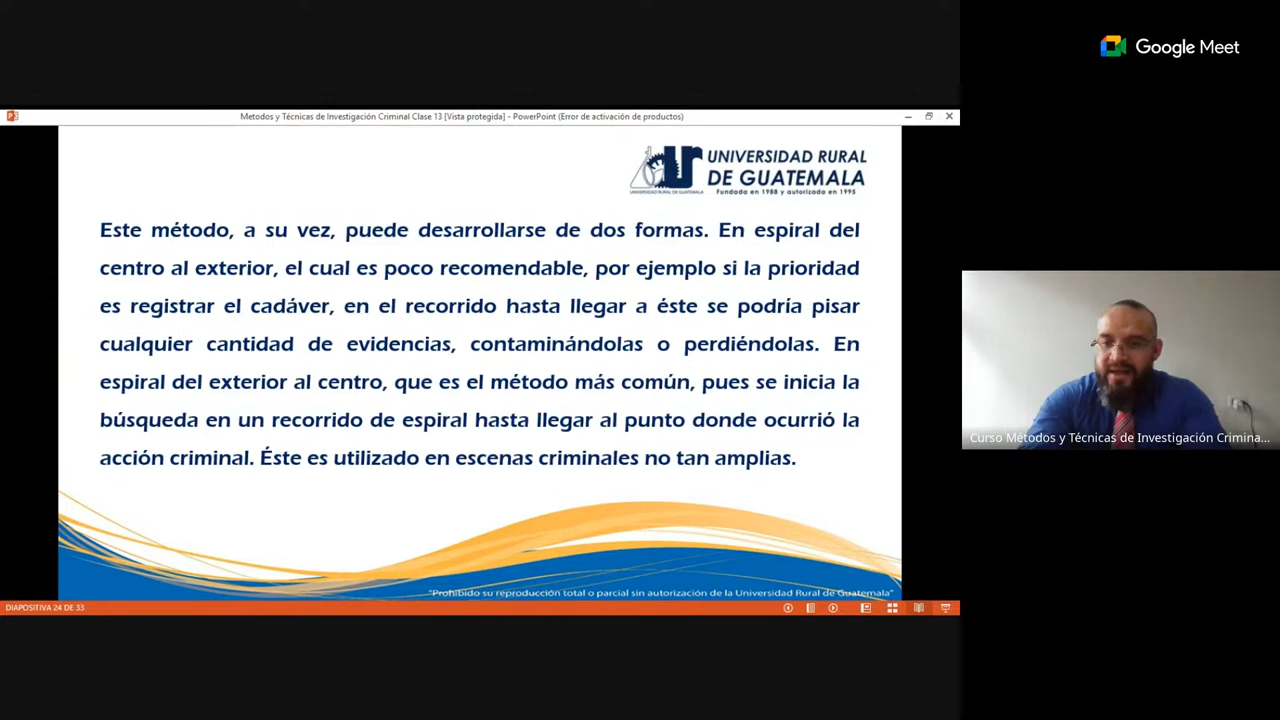 Google Meet
Metodos y Técnicas de Investigación Criminal Clase 13 [Vista protegida] - PowerPoint (Error de activación de productos)
UNIVERSIDAD RURAL
DE GUATEMALA
Fundada en 1988 y autorizada en 1995
UNIVERSIDAD RURAL DE GUATEMALA
Este método, a su vez, puede desarrollarse de dos formas. En espiral del
centro al exterior, el cual es poco recomendable, por ejemplo si la prioridad
es registrar el cadáver, en el recorrido hasta llegar a éste se podría pisar
cualquier cantidad de evidencias, contaminándolas o perdiéndolas. En
espiral del exterior al centro, que es el método más común, pues se inicia la
búsqueda en un recorrido de espiral hasta llegar al punto donde ocurrió la
acción criminal. Éste es utilizado en escenas criminales no tan amplias.
"Prohibido su reproducción total o parcial sin autorización de la Universidad Rural de Guatemala"
DIAPOSITIVA 24 DE 33
Curso Métodos y Técnicas de Investigación Crimina...